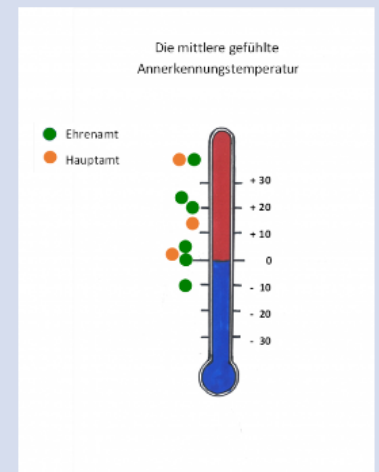 Die mittlere gefühlte
Annerkennungstemperatur
Ehrenamt
Hauptamt
+ 30
+ 20
+ 10
0
- 10
- 20
- 30